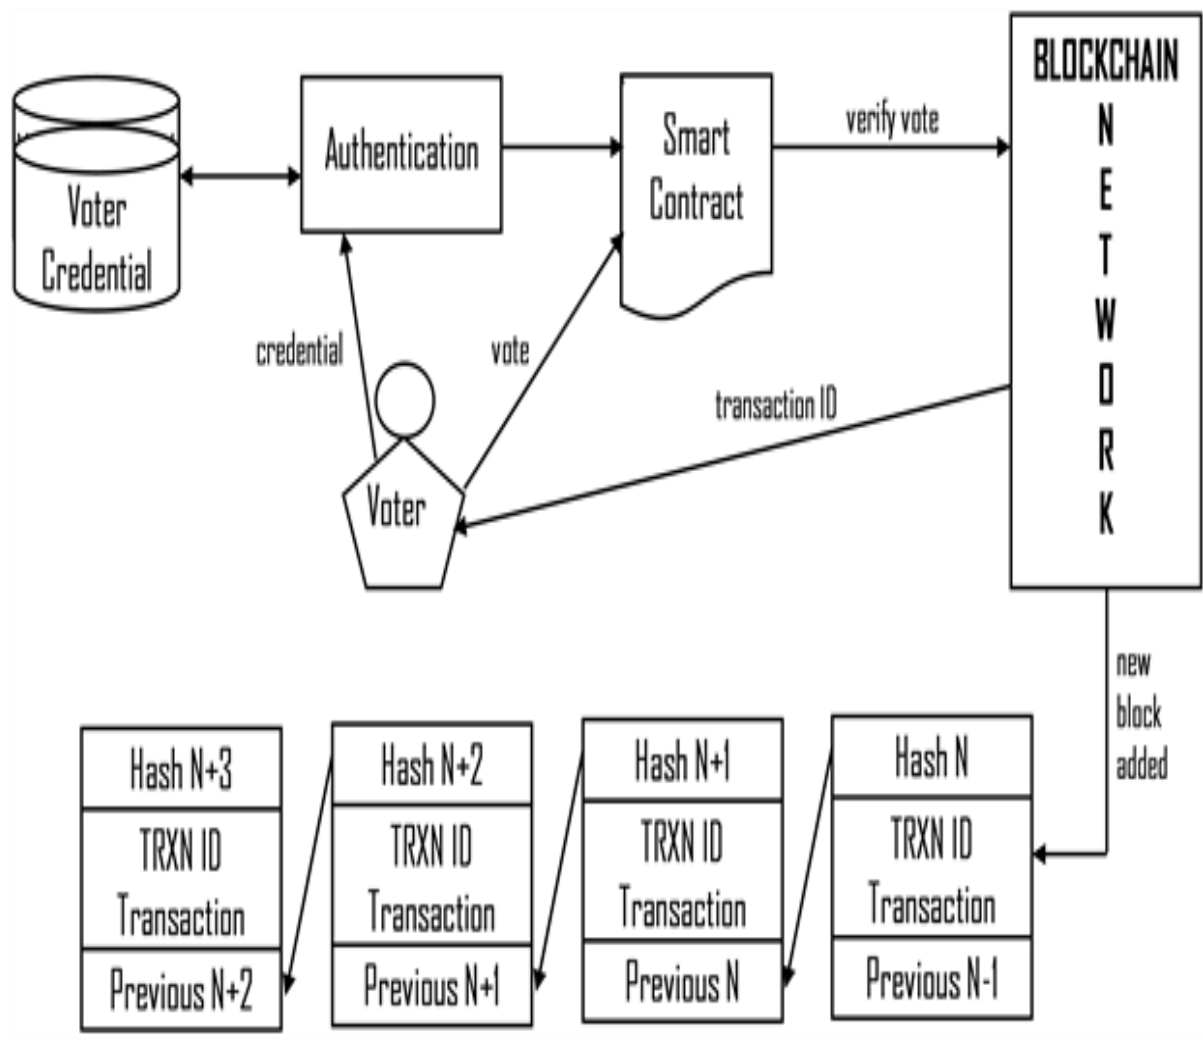 BLOCKCHAIN
N
E
T
W
O
R
K
Voter
Credential
Authentication
Smart
Contract
verify vote
credential
vote
transaction ID
Voter
new
block
added
Hash N+3
TRXN ID
Transaction
Previous N+2
Hash N+2
TRXN ID
Transaction
Previous N+1
Hash N+1
TRXN ID
Transaction
Previous N
Hash N
TRXN ID
Transaction
Previous N-1